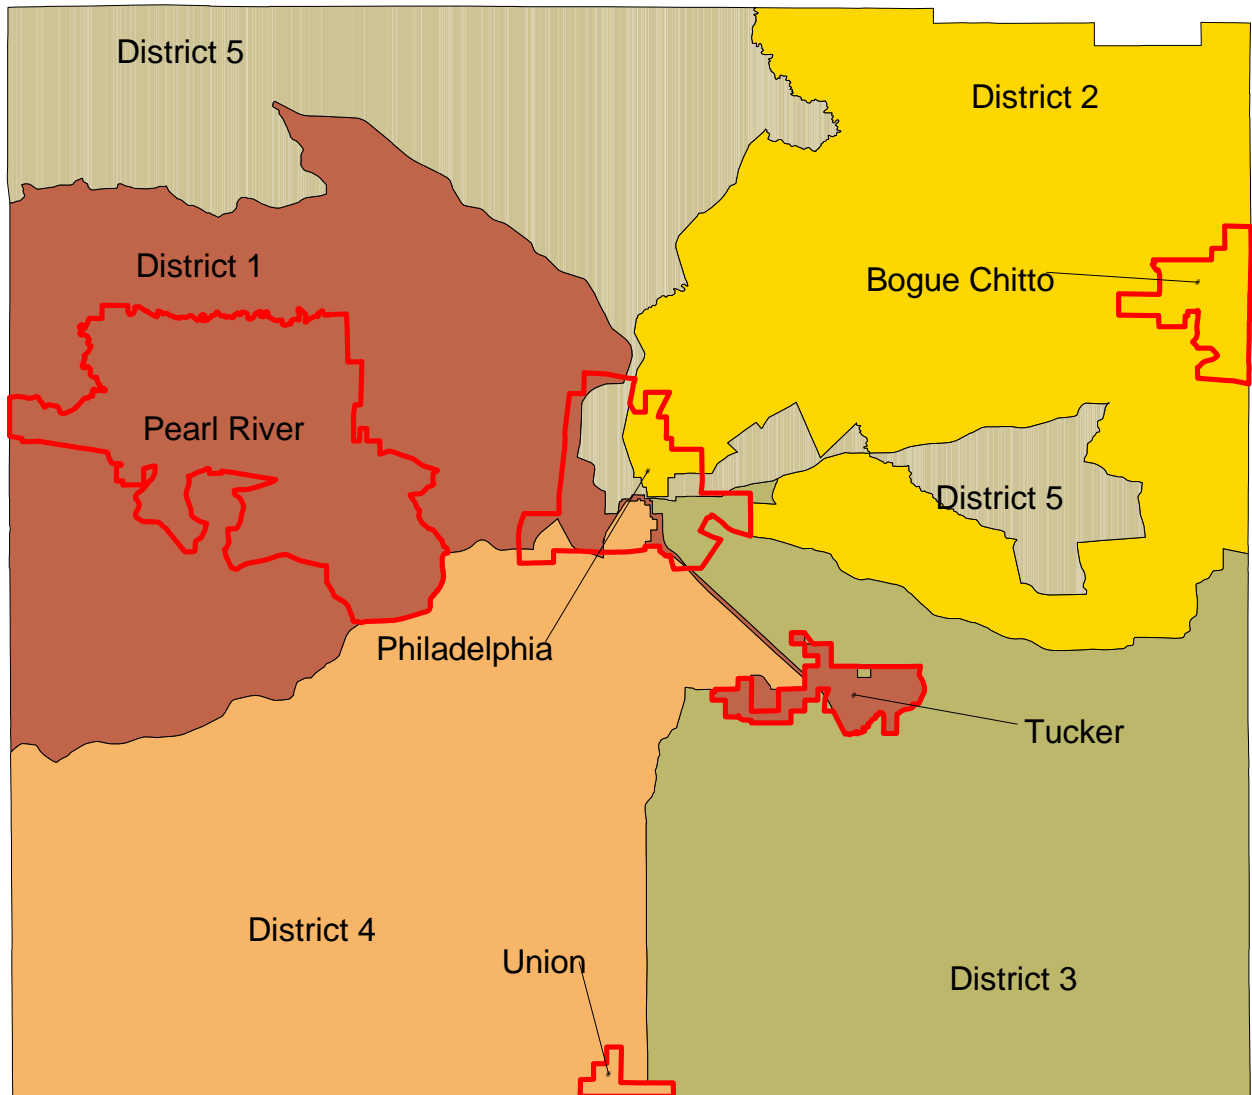 District 5
District 2
District 1
Bogue Chitto
Pearl River
District 5
Philadelphia
Tucker
District 4
Union
District 3